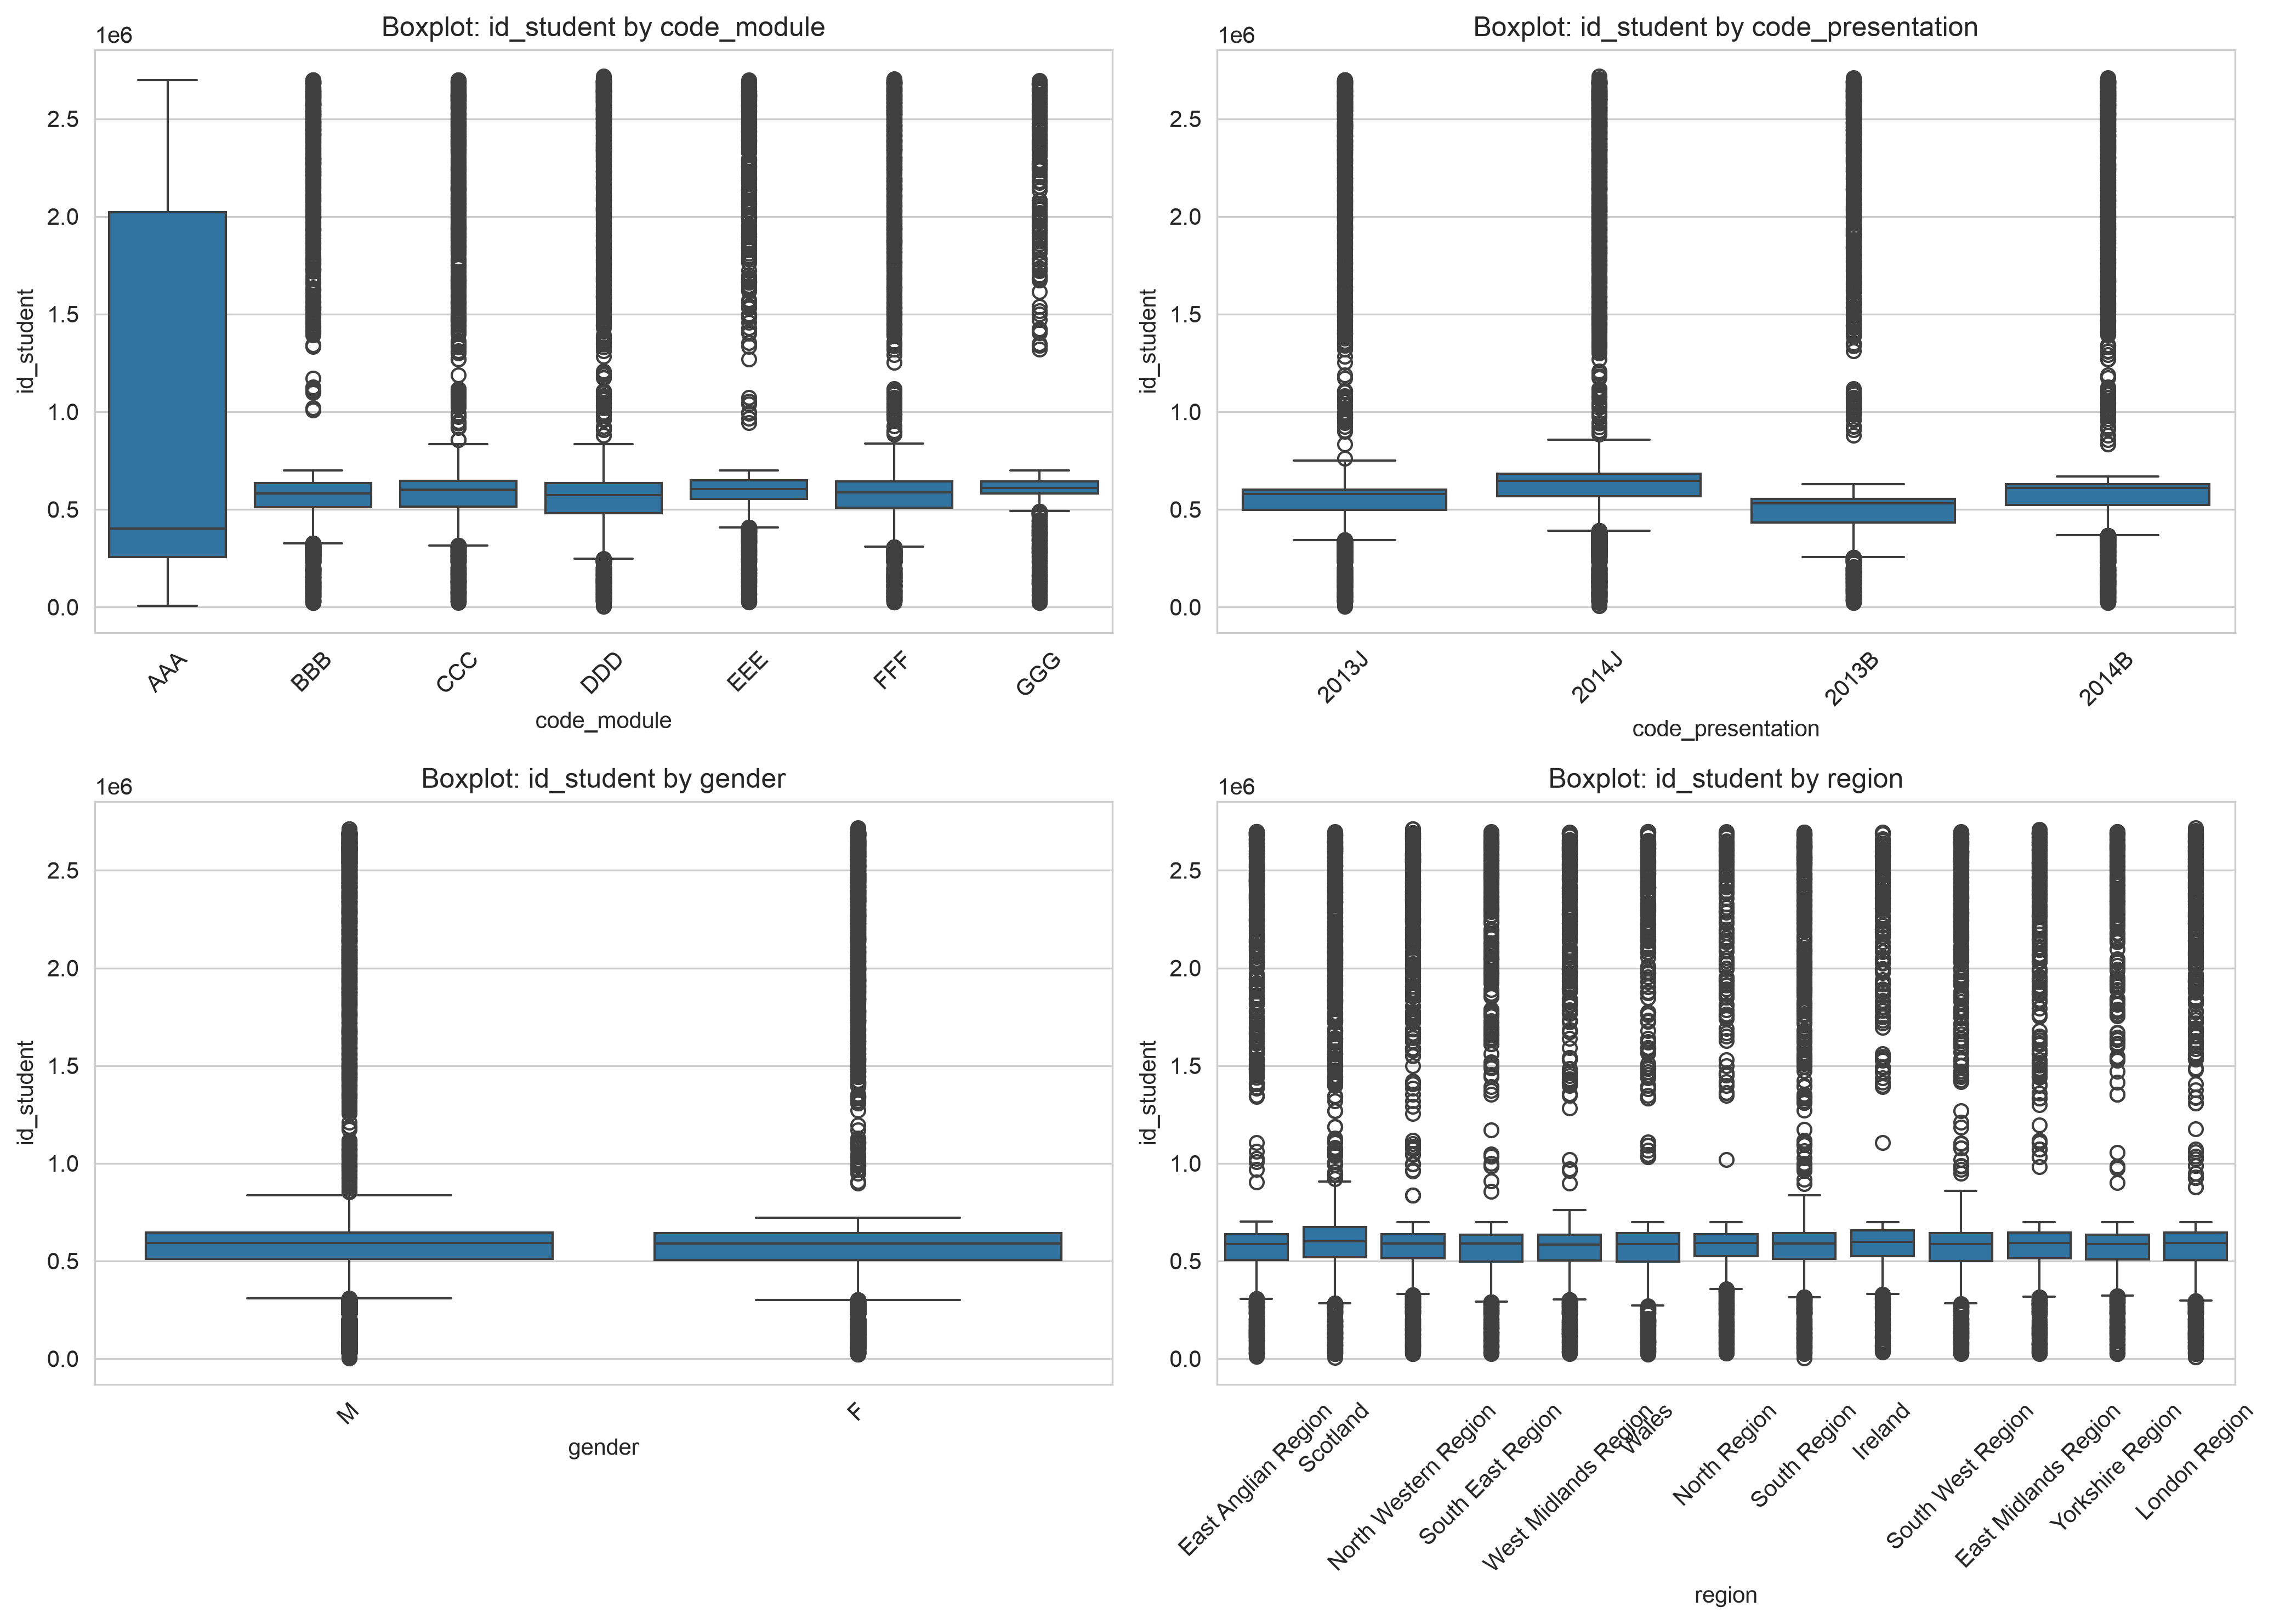 Boxplot: id_student by code_module
1e6
2.5
2.0
1.5
1.0
0.5
0.0
id_student
AAA
BBB
CCC
DDD
EEE
FFF
GGG
code_module
Boxplot: id_student by code_presentation
1e6
2.5
2.0
1.5
1.0
0.5
0.0
id_student
2013J
2014J
2013B
2014B
code_presentation
Boxplot: id_student by gender
1e6
2.5
2.0
1.5
1.0
0.5
0.0
id_student
M
F
gender
Boxplot: id_student by region
1e6
2.5
2.0
1.5
1.0
0.5
0.0
id_student
East Anglian Region
Scotland
North Western Region
South East Region
West Midlands Region
Wales
North Region
South Region
Ireland
South West Region
East Midlands Region
Yorkshire Region
London Region
region